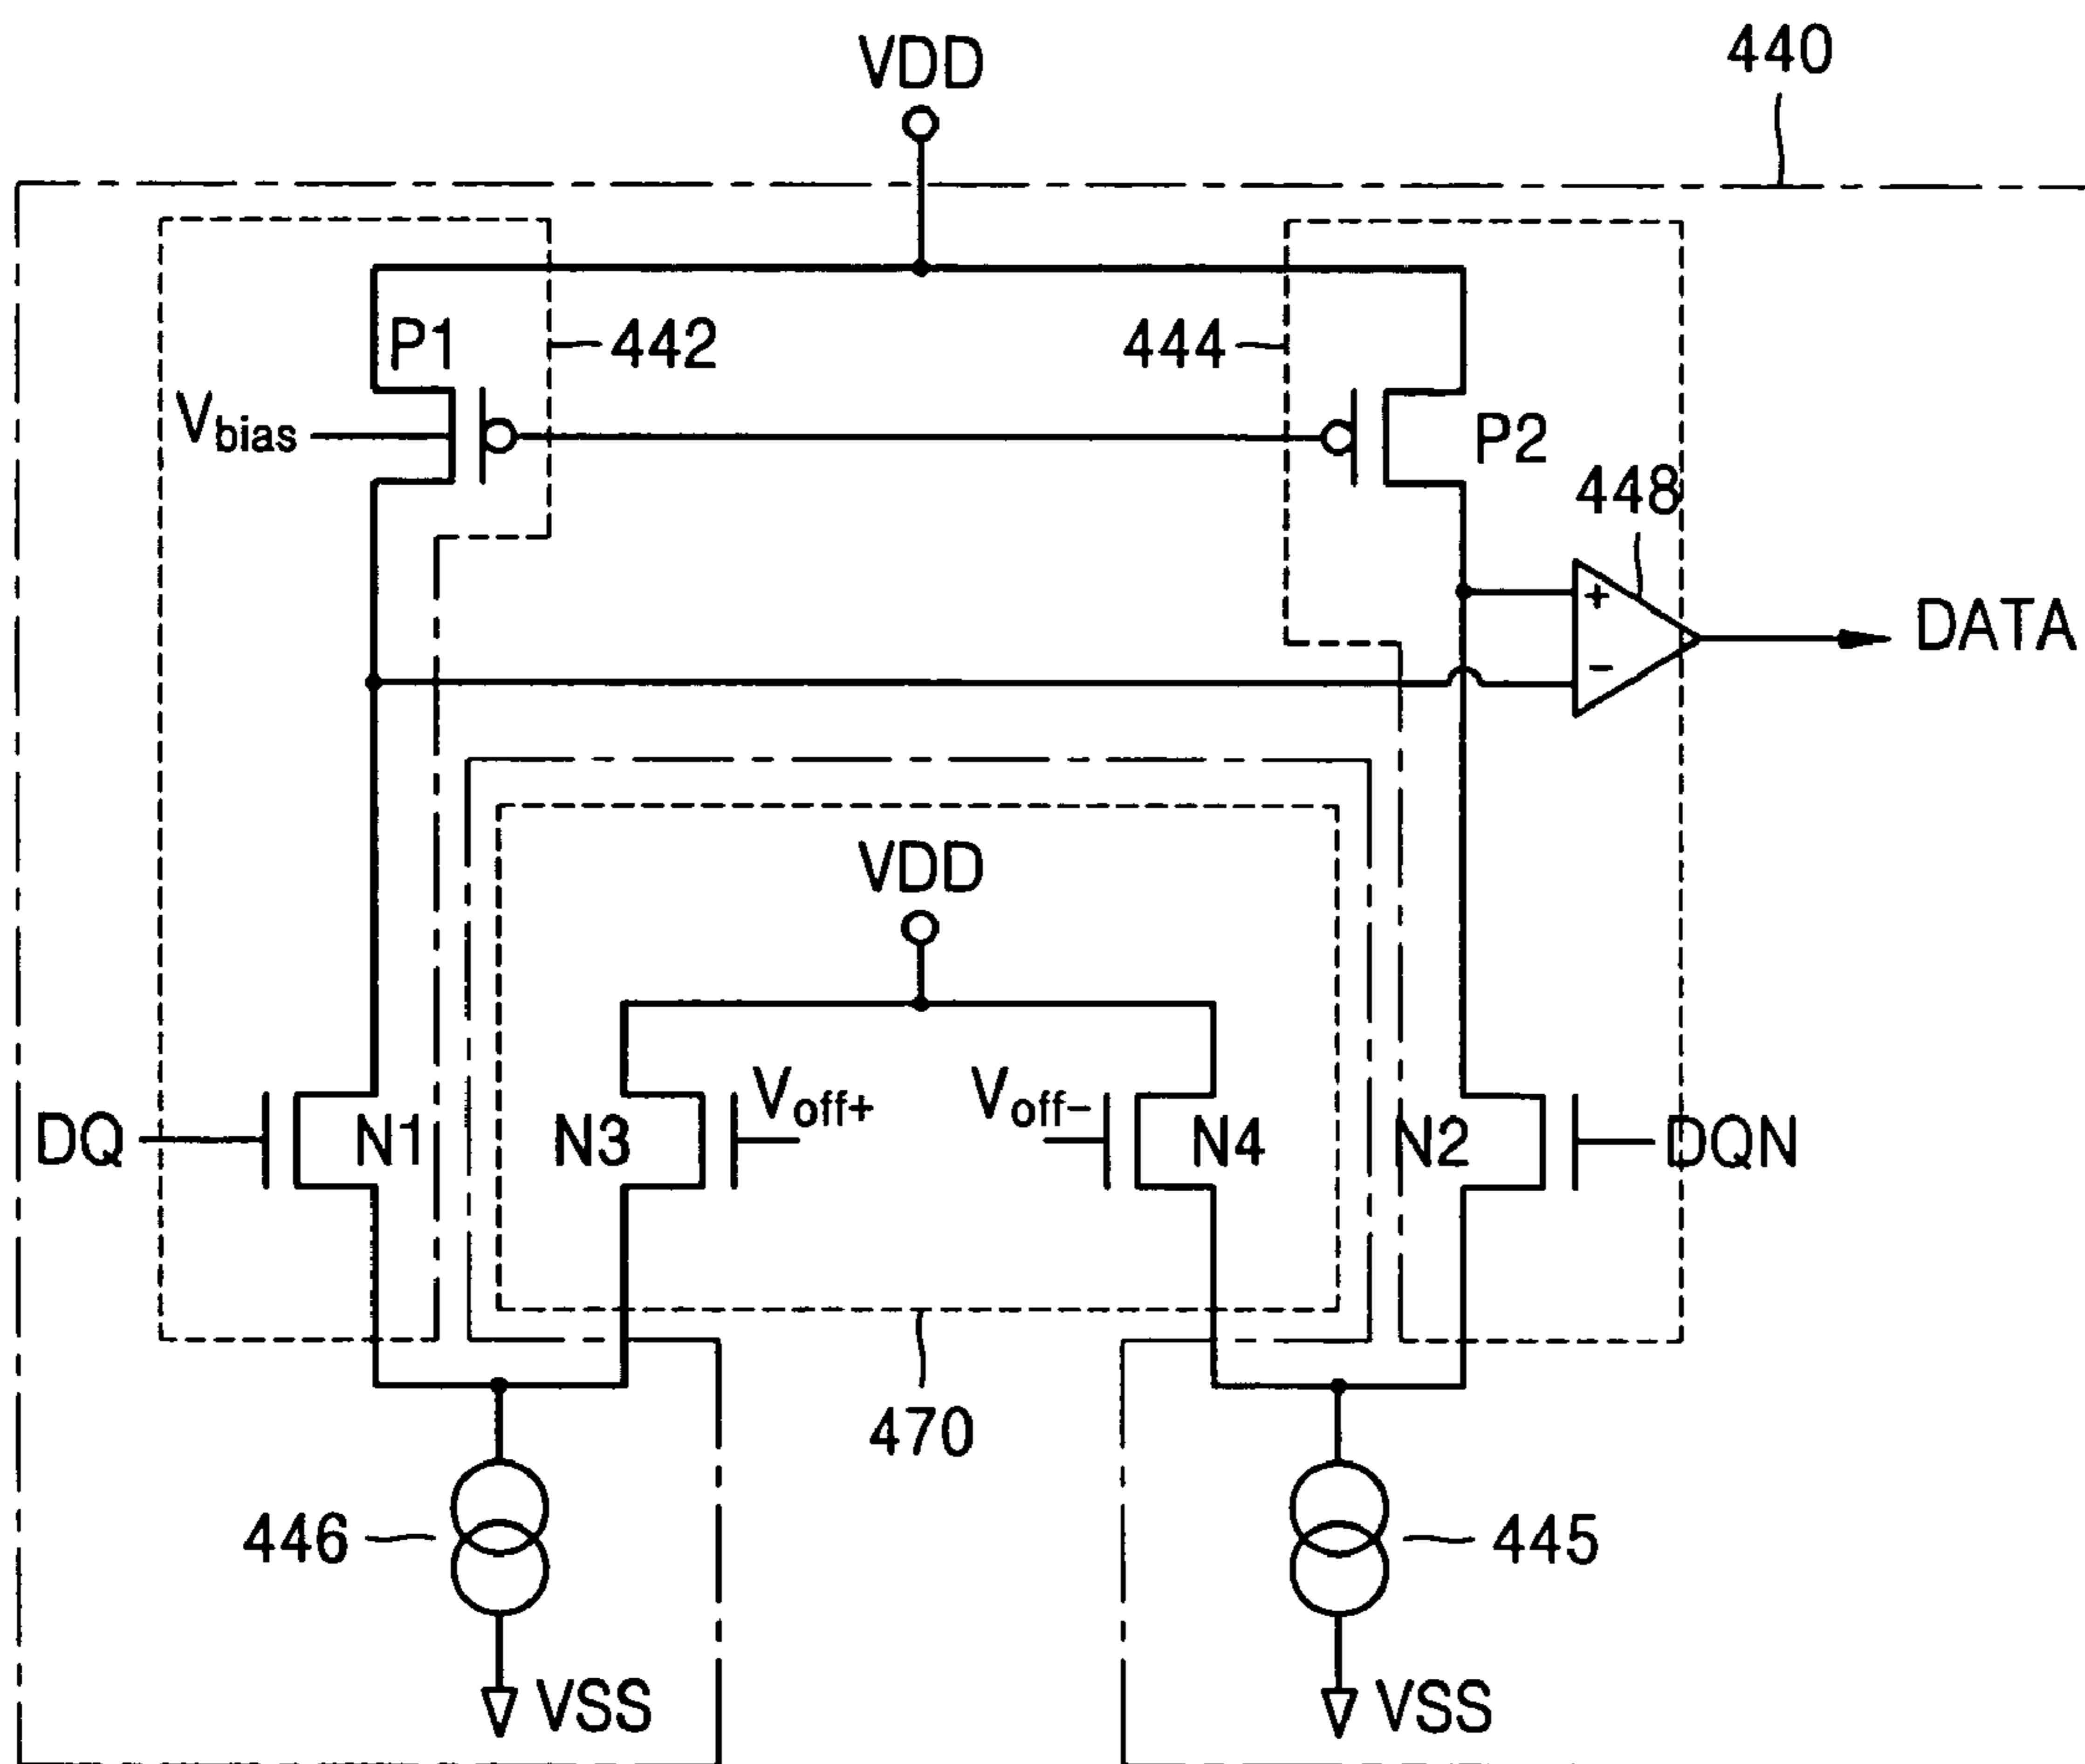 440
VDD
P1
442
444
Vbias
P2
448
+
−
DATA
VDD
DQ
N1
N3
Voff+
Voff−
N4
N2
DQN
470
446
445
VSS
VSS